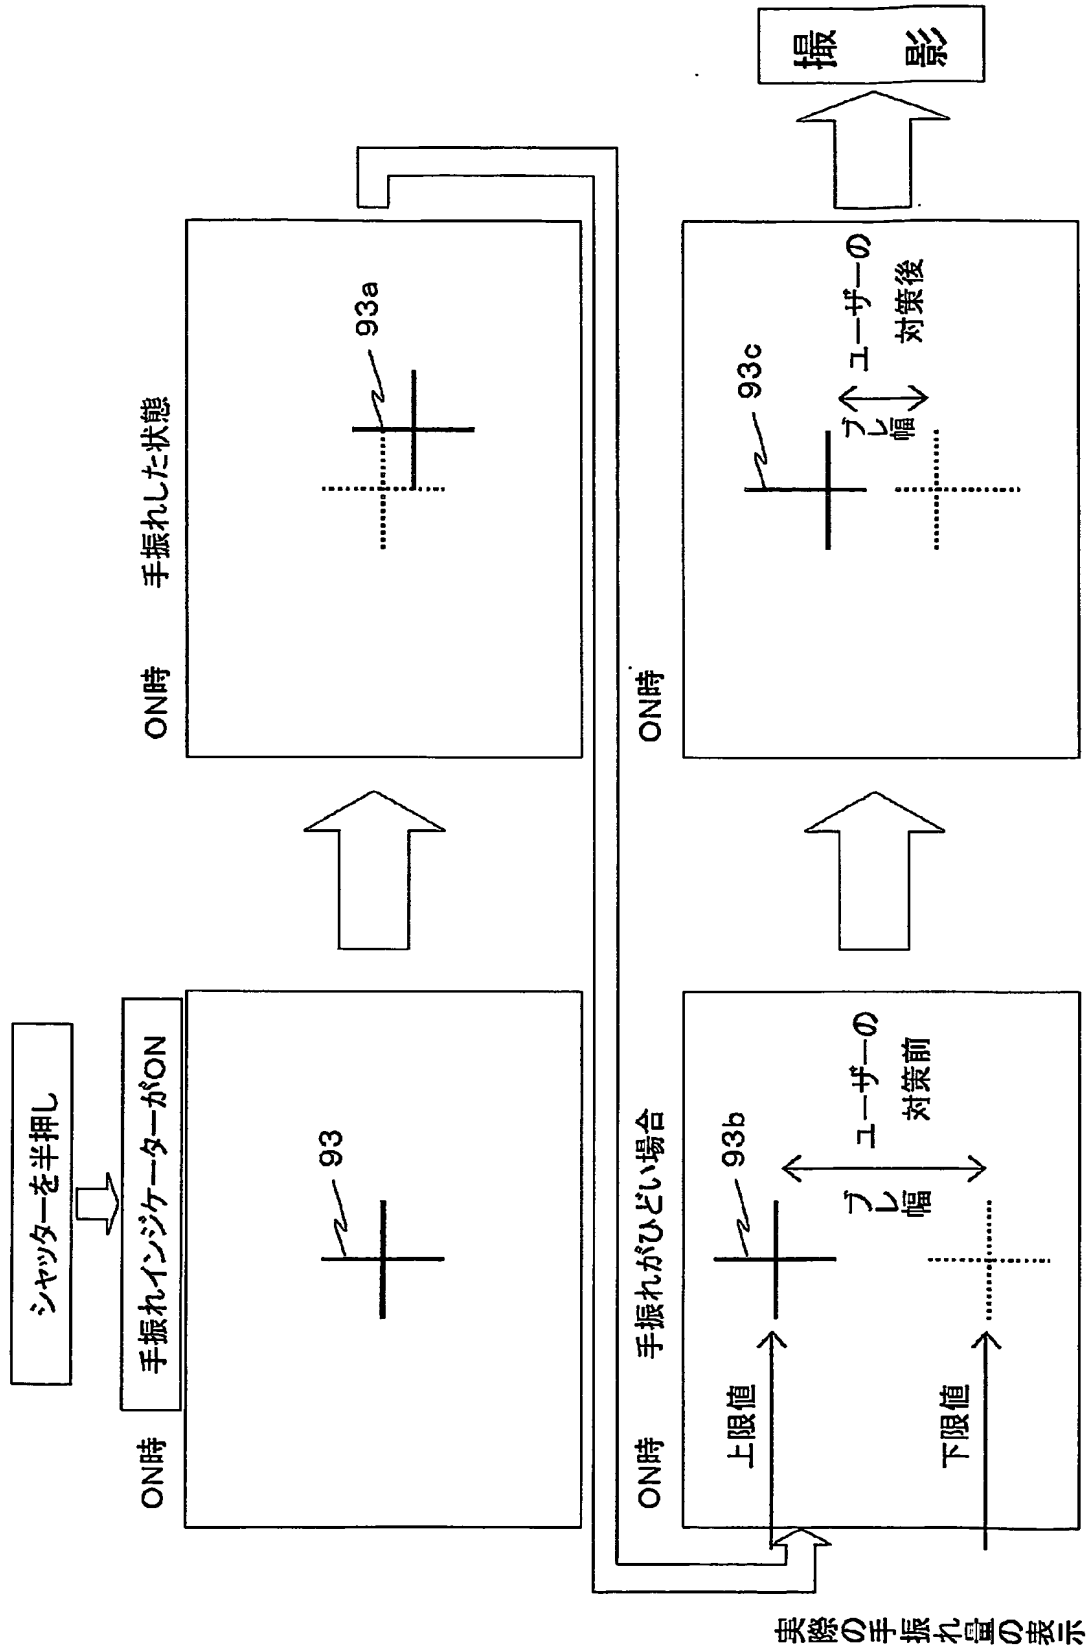 シャッターを半押し
手振れインジケーターがON
ON時
93
ON時 手振れした状態
93a
ON時 手振れがひどい場合
上限値
下限値
93b
ブレ幅
ユーザーの
対策前
ON時
93c
ブレ幅
ユーザーの
対策後
撮影
実際の手振れ量の表示